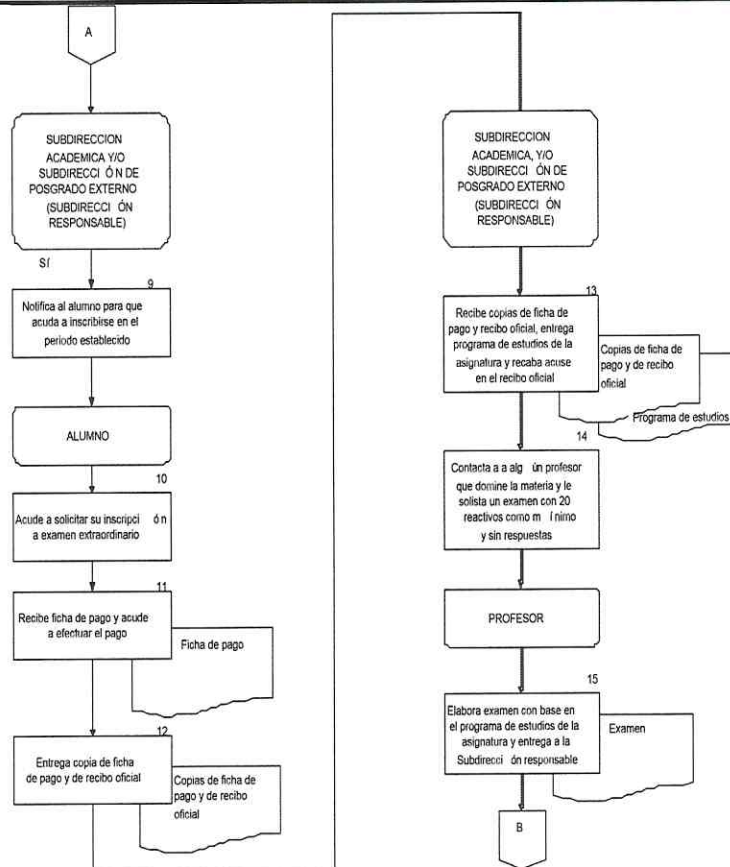 A
SUBDIRECCION
ACADEMICA Y/O
SUBDIRECCI ÓN DE
POSGRADO EXTERNO
(SUBDIRECCI ÓN
RESPONSABLE)
SÍ
9
Notifica al alumno para que
acuda a inscribirse en el
periodo establecido
ALUMNO
10
Acude a solicitar su inscripci ón
a examen extraordinario
11
Recibe ficha de pago y acude
a efectuar el pago
Ficha de pago
12
Entrega copia de ficha
de pago y de recibo oficial
Copias de ficha de
pago y de recibo
oficial
SUBDIRECCION
ACADEMICA, Y/O
SUBDIRECCI ÓN DE
POSGRADO EXTERNO
(SUBDIRECCI ÓN
RESPONSABLE)
13
Recibe copias de ficha de
pago y recibo oficial, entrega
programa de estudios de la
asignatura y recaba acuse
en el recibo oficial
Copias de ficha de
pago y de recibo
oficial
Programa de estudios
14
Contacta a a alg ún profesor
que domine la materia y le
solista un examen con 20
reactivos como m ínimo
y sin respuestas
PROFESOR
15
Elabora examen con base en
el programa de estudios de la
asignatura y entrega a la
Subdirecci ón responsable
Examen
B